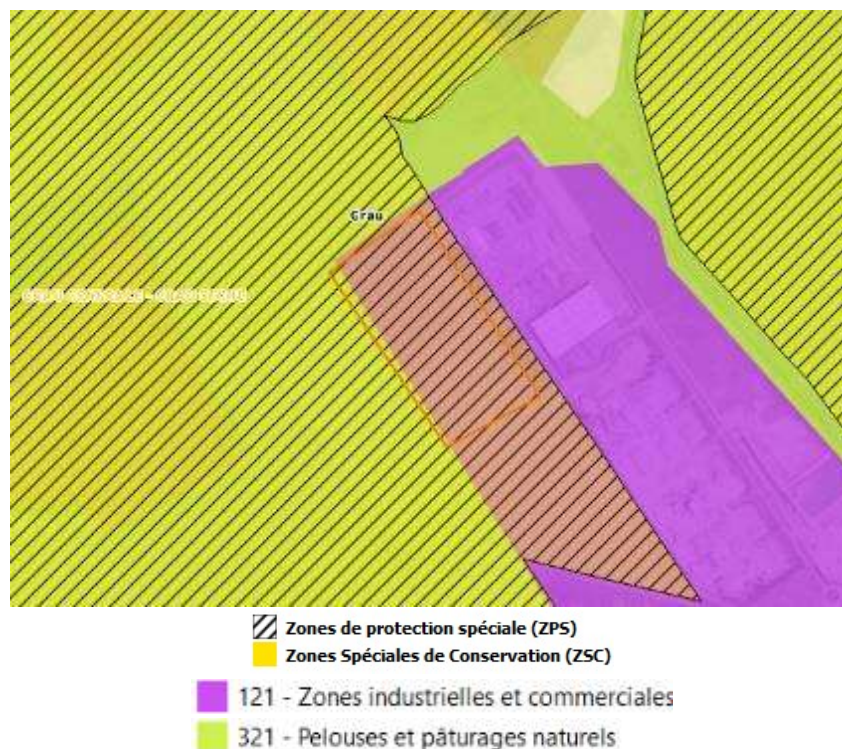 Crau
Zones de protection spéciale (ZPS)
Zones Spéciales de Conservation (ZSC)
121 - Zones industrielles et commerciales
321 - Pelouses et pâturages naturels